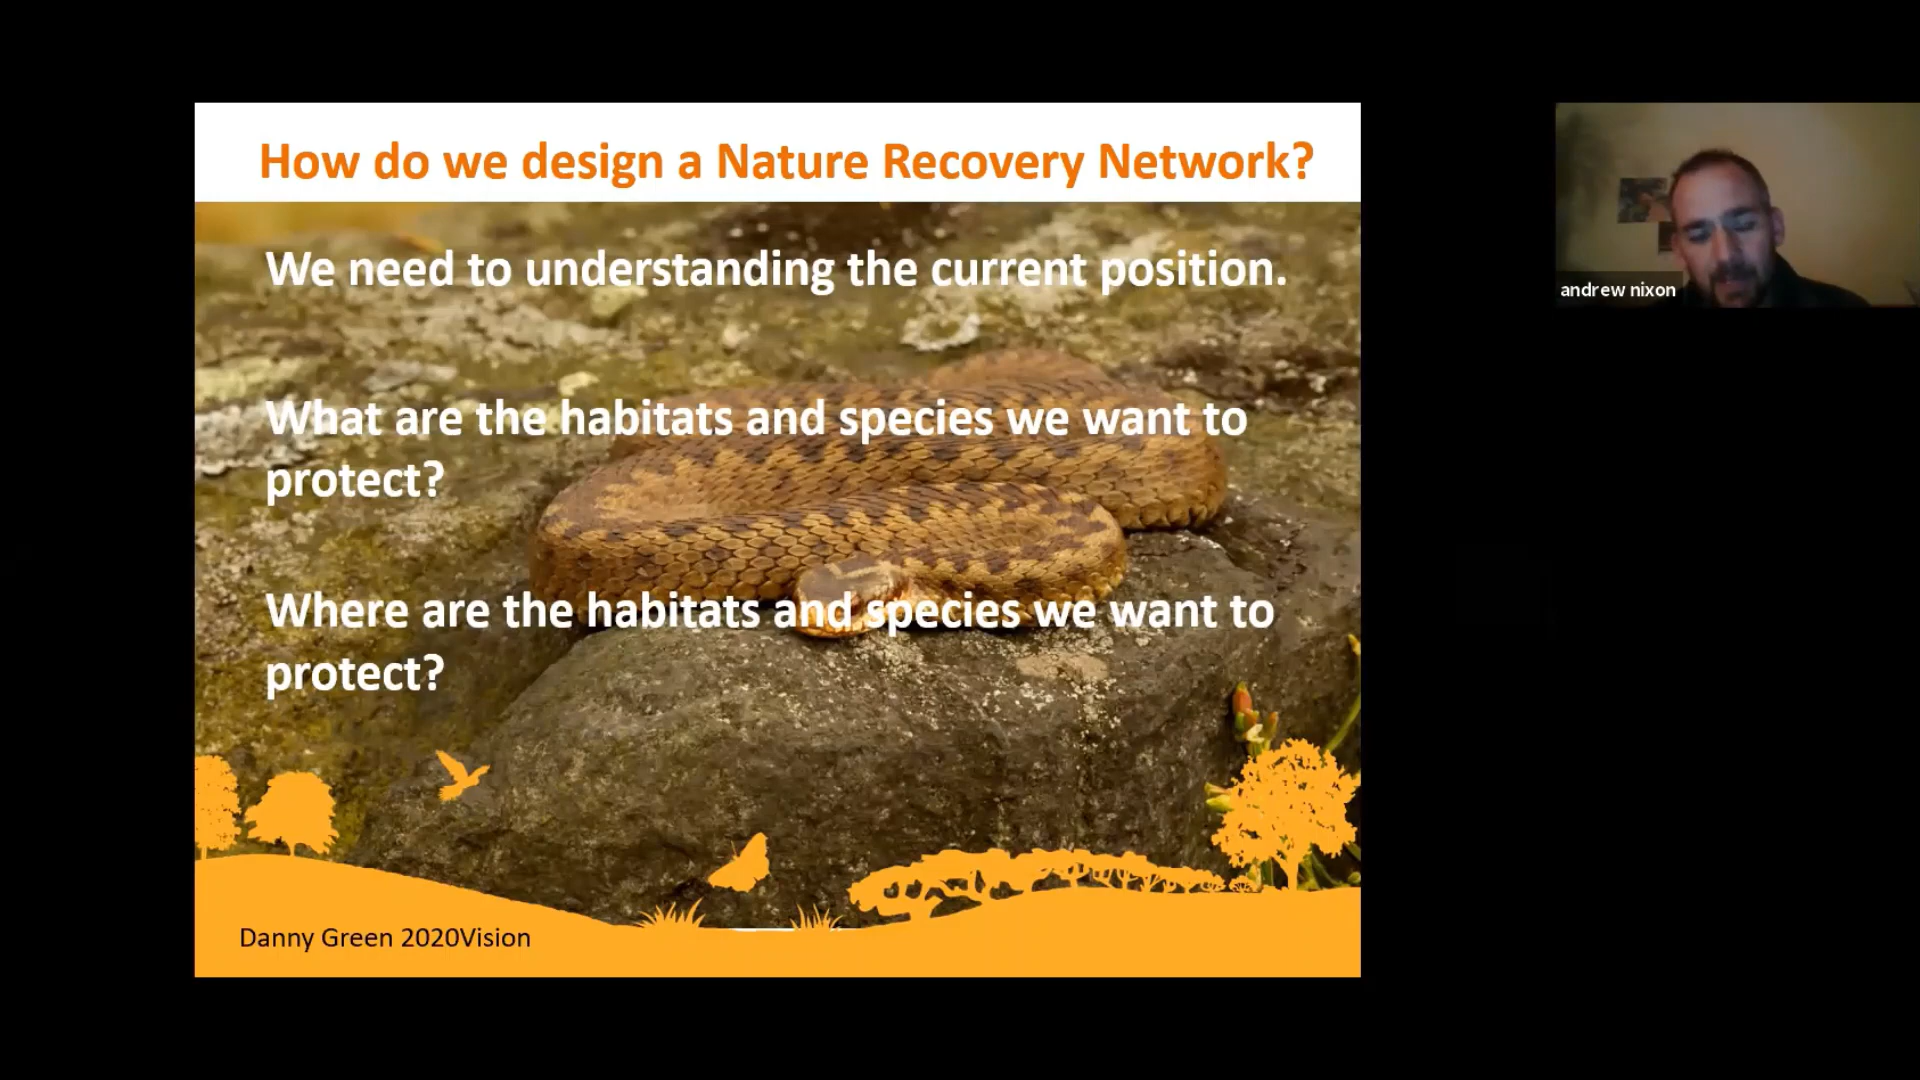 How do we design a Nature Recovery Network?
We need to understanding the current position.
What are the habitats and species we want to
protect?
Where are the habitats and species we want to
protect?
Danny Green 2020Vision
andrew nixon